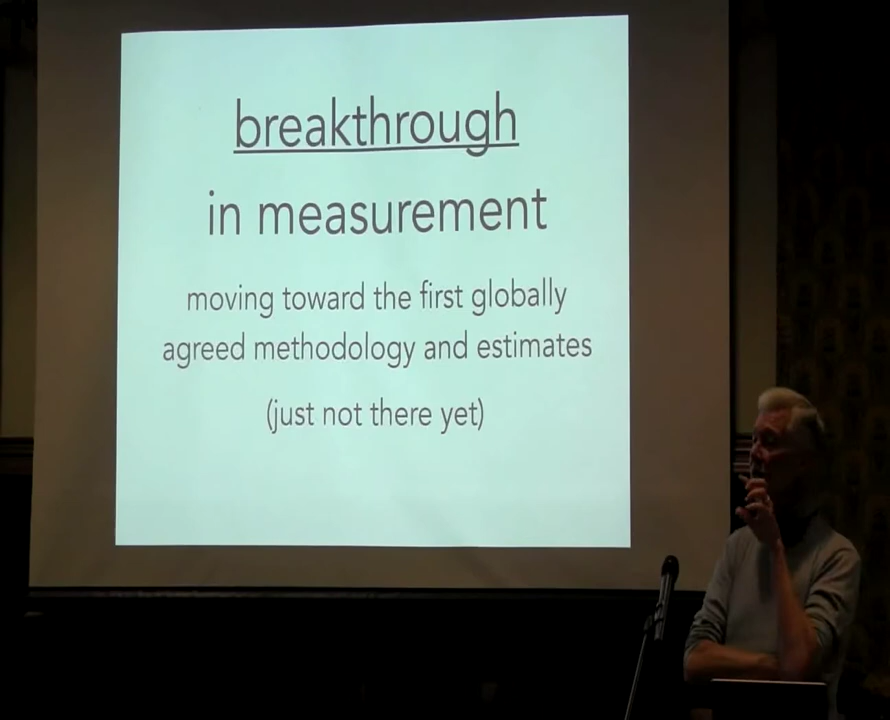 breakthrough
in measurement
moving toward the first globally
agreed methodology and estimates
(just not there yet)